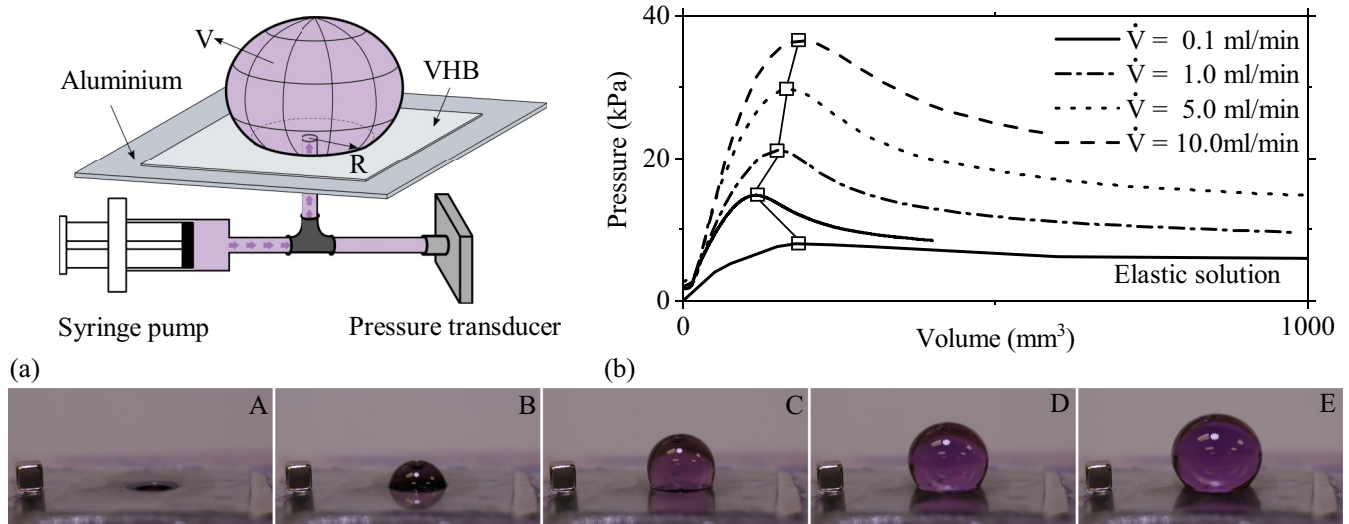 V
Aluminium
VHB
R
Syringe pump
Pressure transducer
(a)
40
20
0
Pressure (kPa)
V̇ = 0.1 ml/min
V̇ = 1.0 ml/min
V̇ = 5.0 ml/min
V̇ = 10.0ml/min
Elastic solution
0
1000
Volume (mm³)
(b)
A
B
C
D
E